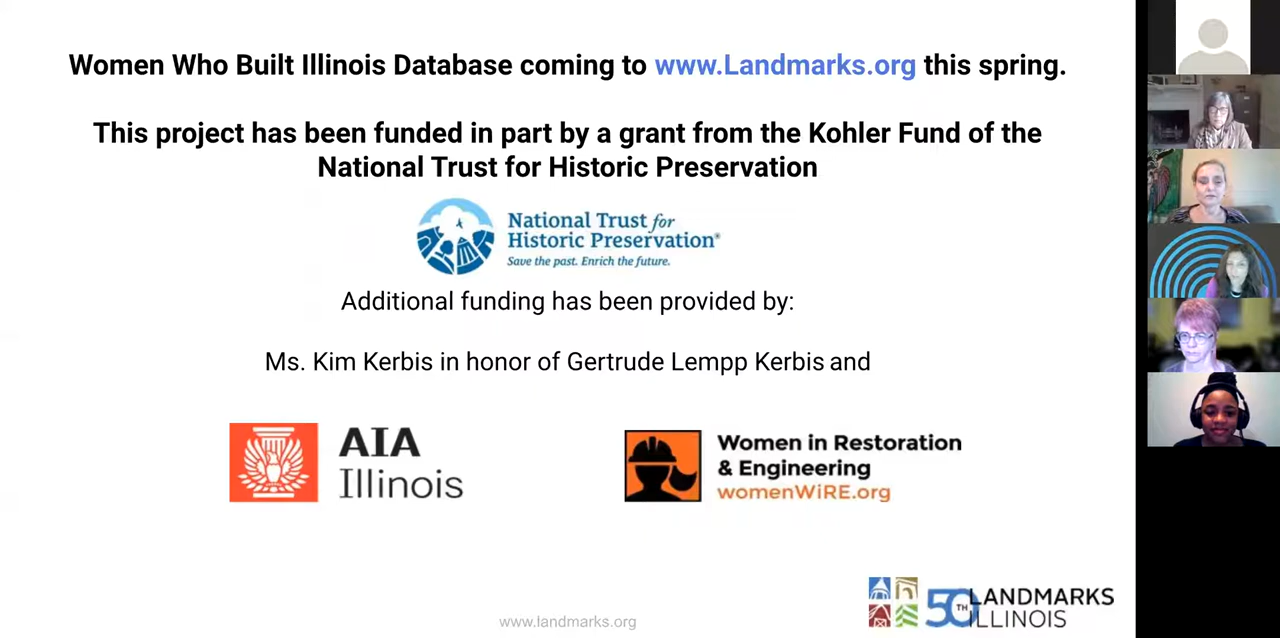 Women Who Built Illinois Database coming to www.Landmarks.org this spring.
This project has been funded in part by a grant from the Kohler Fund of the
National Trust for Historic Preservation
National Trust for
Historic Preservation®
Save the past. Enrich the future.
Additional funding has been provided by:
Ms. Kim Kerbis in honor of Gertrude Lempp Kerbis and
AIA
Illinois
Women in Restoration
& Engineering
womenWiRE.org
50TH LANDMARKS
ILLINOIS
www.landmarks.org